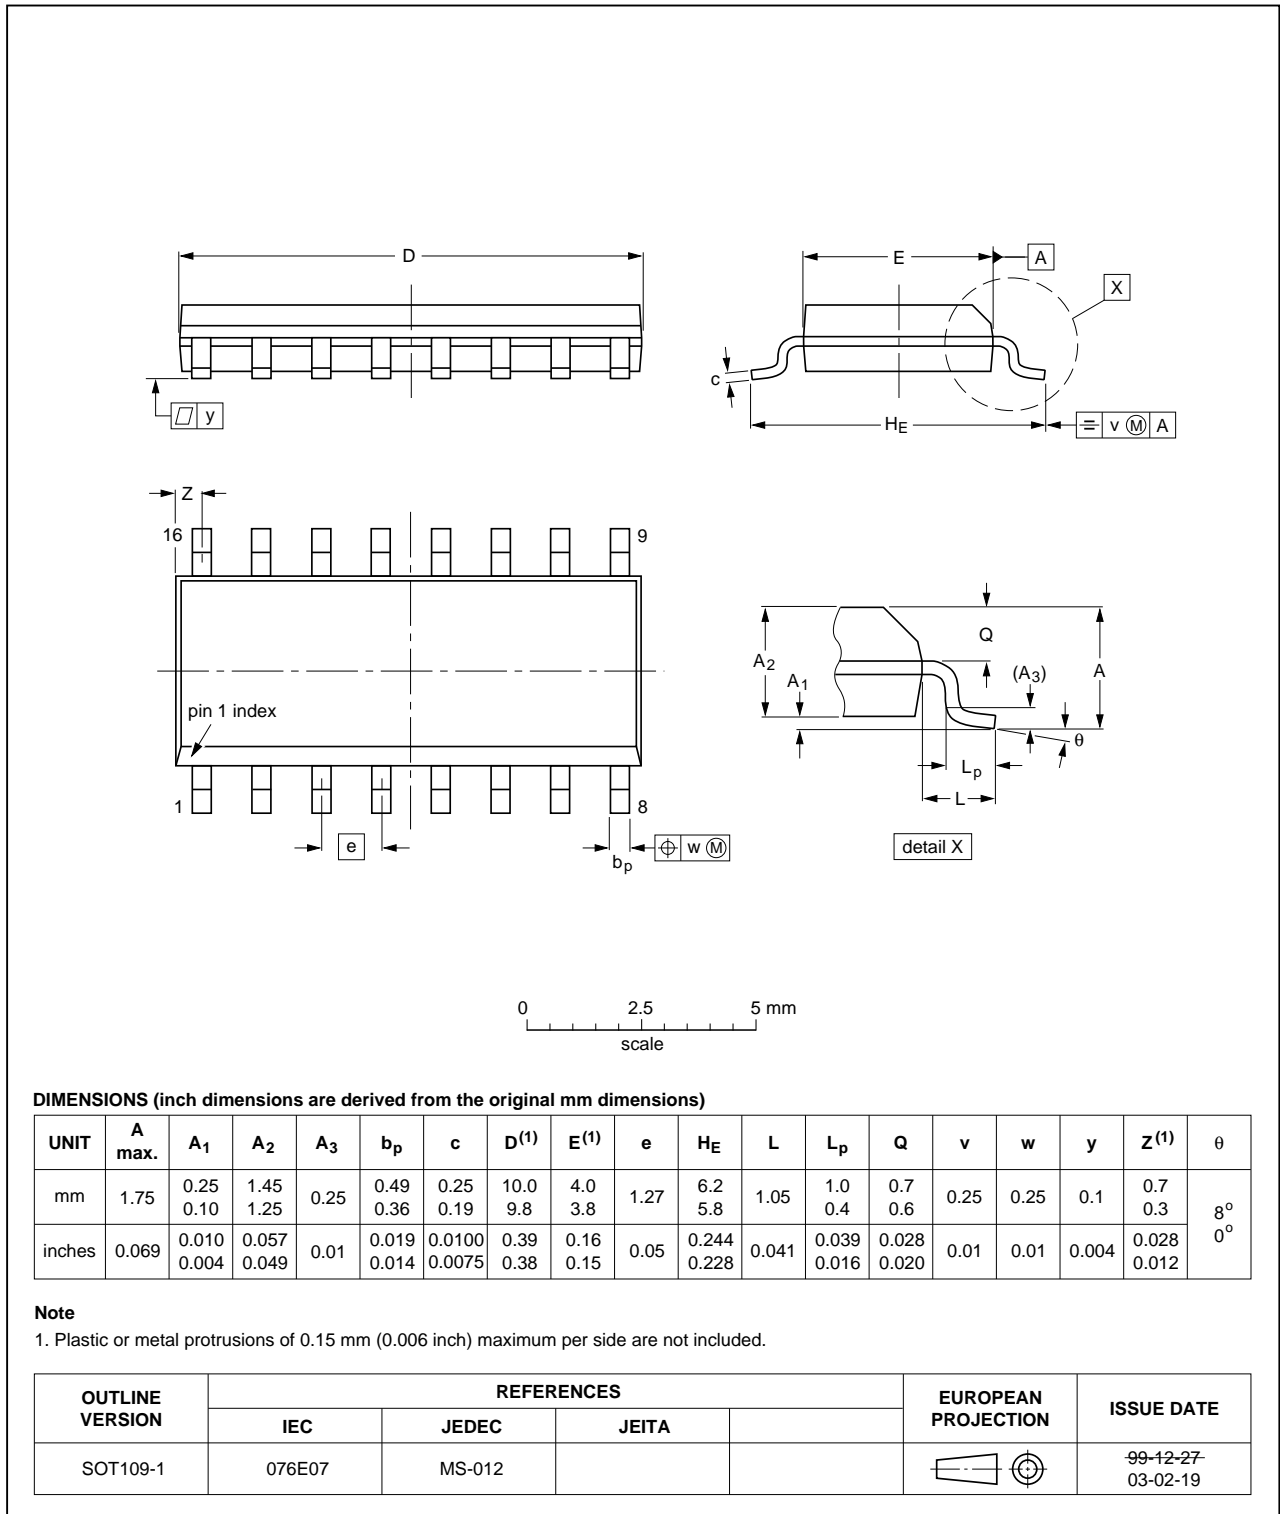 D
E
A
X
c
y
HE
v M A
Z
16
9
pin 1 index
1
8
e
bp
w M
A2
A1
Q
(A3)
A
θ
Lp
L
detail X
0 2.5 5 mm
scale
DIMENSIONS (inch dimensions are derived from the original mm dimensions)
UNIT A max. A1 A2 A3 bp c D(1) E(1) e HE L Lp Q v w y Z(1) θ
mm 1.75 0.25 0.10 1.45 1.25 0.25 0.49 0.36 0.25 0.19 10.0 9.8 4.0 3.8 1.27 6.2 5.8 1.05 1.0 0.4 0.7 0.6 0.25 0.25 0.1 0.7 0.3 8° 0°
inches 0.069 0.010 0.004 0.057 0.049 0.01 0.019 0.014 0.0100 0.0075 0.39 0.38 0.16 0.15 0.05 0.244 0.228 0.041 0.039 0.016 0.028 0.020 0.01 0.01 0.004 0.028 0.012
Note
1. Plastic or metal protrusions of 0.15 mm (0.006 inch) maximum per side are not included.
OUTLINE VERSION REFERENCES EUROPEAN PROJECTION ISSUE DATE
IEC JEDEC JEITA
SOT109-1 076E07 MS-012 99-12-27
03-02-19